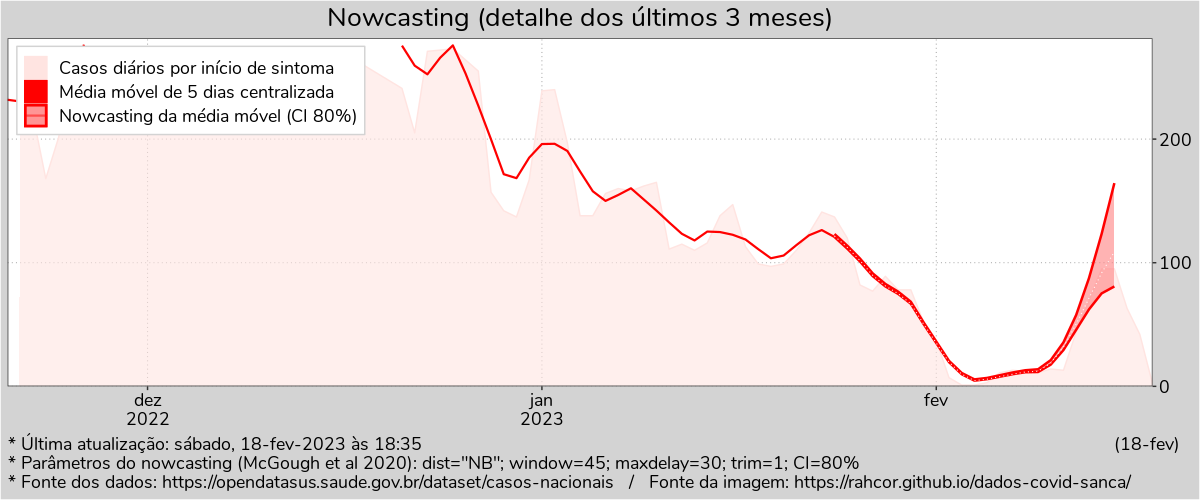 Nowcasting (detalhe dos últimos 3 meses)
Casos diários por início de sintoma
Média móvel de 5 dias centralizada
Nowcasting da média móvel (CI 80%)
200
100
0
dez
2022
jan
2023
fev
* Última atualização: sábado, 18-fev-2023 às 18:35
(18-fev)
* Parâmetros do nowcasting (McGough et al 2020): dist="NB"; window=45; maxdelay=30; trim=1; CI=80%
* Fonte dos dados: https://opendatasus.saude.gov.br/dataset/casos-nacionais / Fonte da imagem: https://rahcor.github.io/dados-covid-sanca/